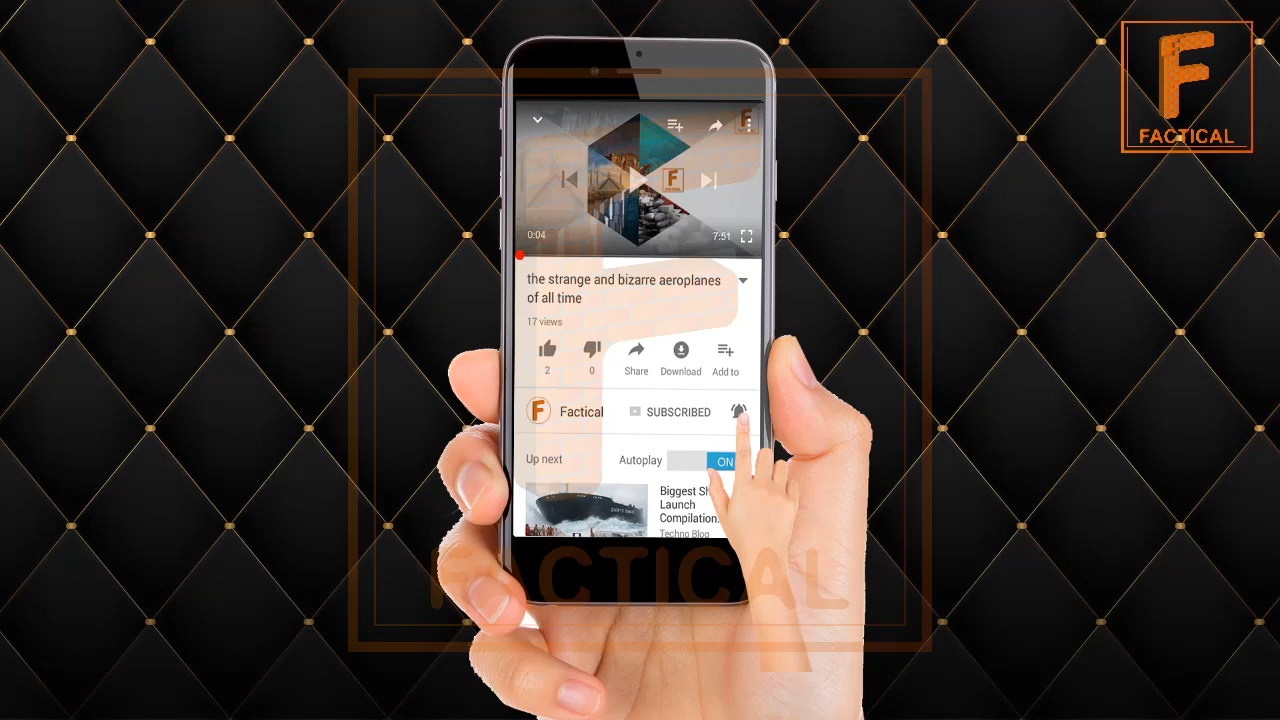 F
FACTICAL
0:04
7:51
the strange and bizarre aeroplanes
of all time
17 views
2
0
Share
Download
Add to
F
Factical
SUBSCRIBED
Up next
Autoplay
ON
Biggest Sh
Launch
Compilation
Techno Blog
FACTICAL